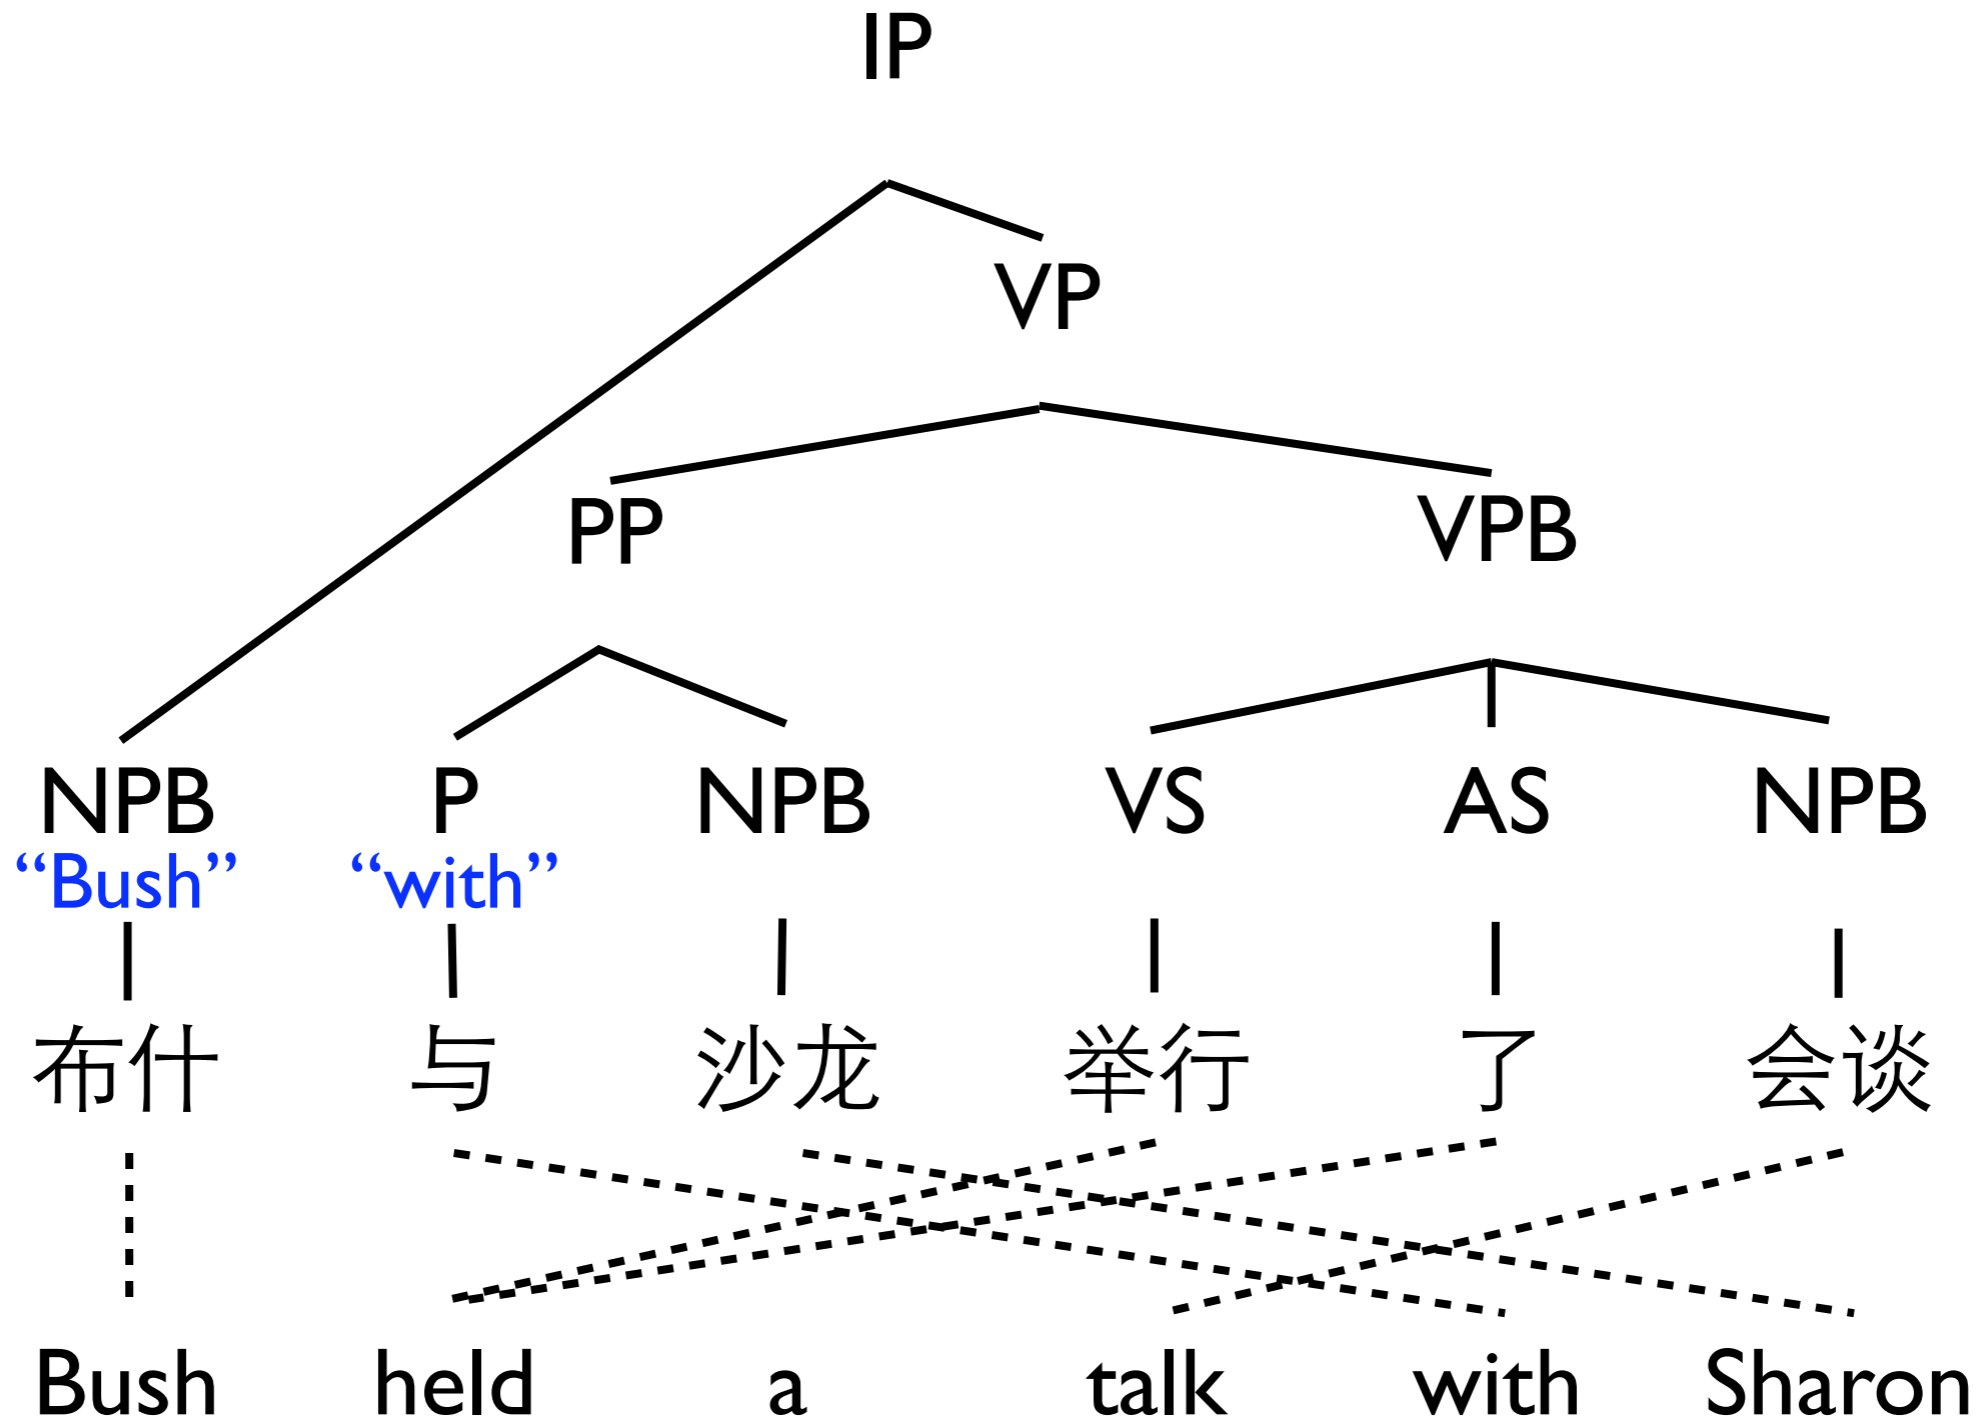 IP
VP
PP VPB
NPB P NPB VS AS NPB
“Bush” “with”
布什 与 沙龙 举行 了 会谈
Bush held a talk with Sharon